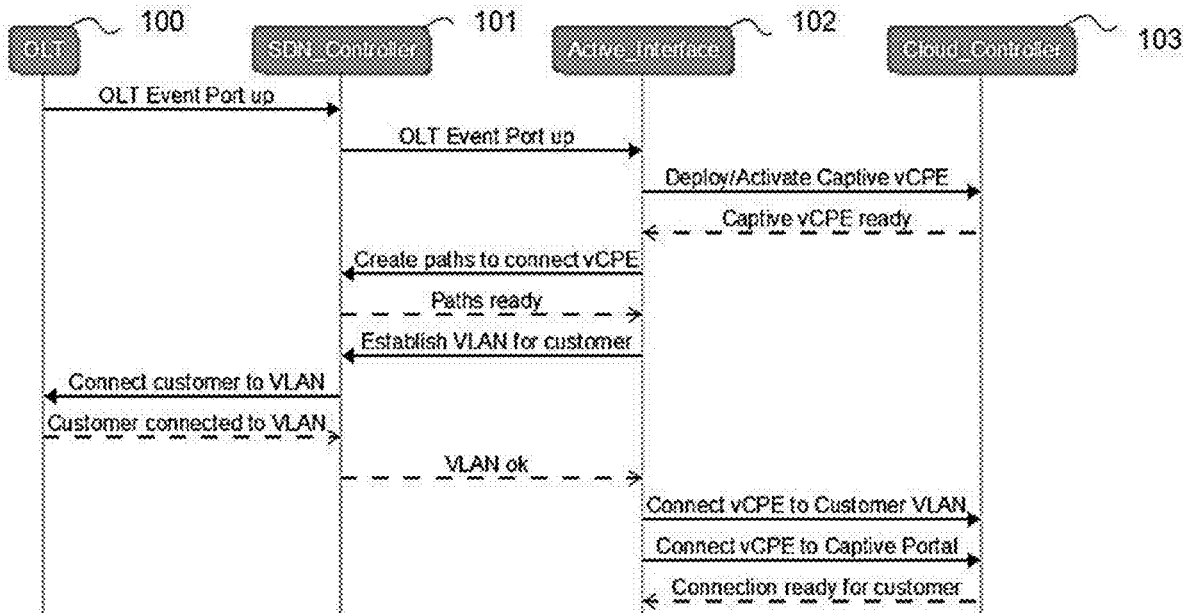 100
101
102
103
OLT
SDN_Controller
Active_Interface
Cloud_Controller
OLT Event Port up
OLT Event Port up
Deploy/Activate Captive vCPE
Captive vCPE ready
Create paths to connect vCPE
Paths ready
Establish VLAN for customer
Connect customer to VLAN
Customer connected to VLAN
VLAN ok
Connect vCPE to Customer VLAN
Connect vCPE to Captive Portal
Connection ready for customer